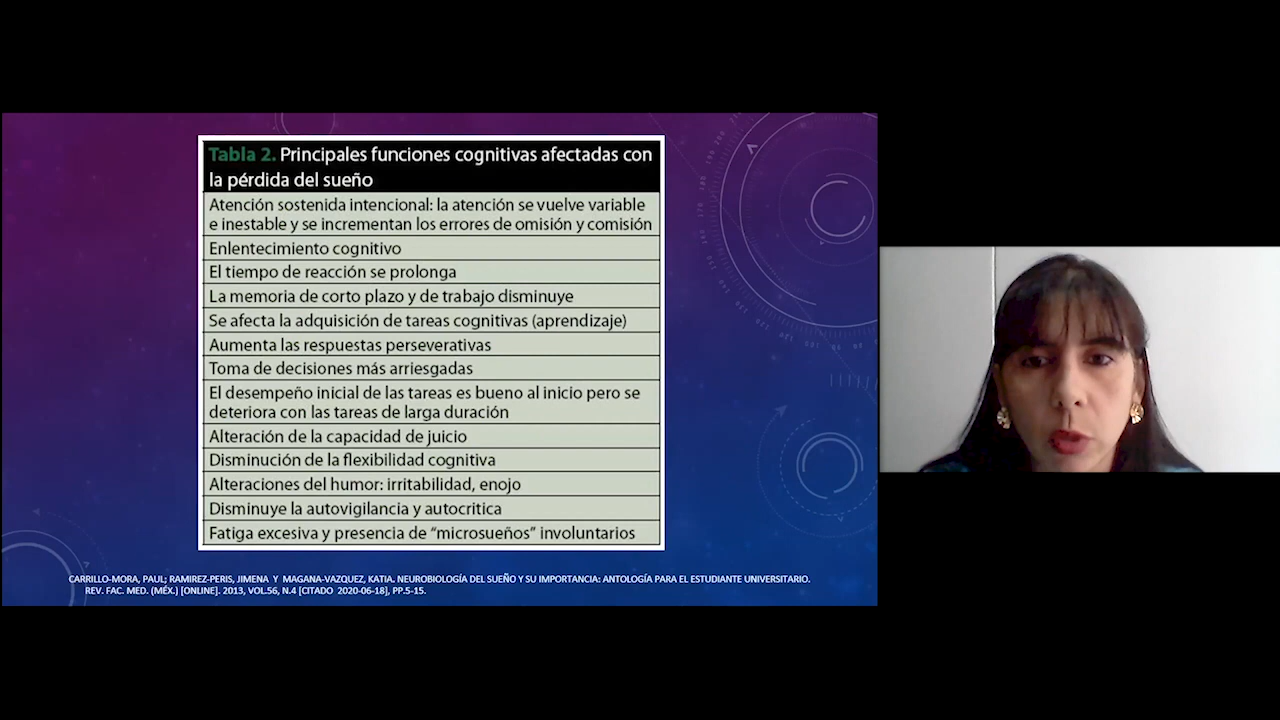 Tabla 2. Principales funciones cognitivas afectadas con
la pérdida del sueño
Atención sostenida intencional: la atención se vuelve variable
e inestable y se incrementan los errores de omisión y comisión
Enlentecimiento cognitivo
El tiempo de reacción se prolonga
La memoria de corto plazo y de trabajo disminuye
Se afecta la adquisición de tareas cognitivas (aprendizaje)
Aumenta las respuestas perseverativas
Toma de decisiones más arriesgadas
El desempeño inicial de las tareas es bueno al inicio pero se
deteriora con las tareas de larga duración
Alteración de la capacidad de juicio
Disminución de la flexibilidad cognitiva
Alteraciones del humor: irritabilidad, enojo
Disminuye la autovigilancia y autocritica
Fatiga excesiva y presencia de “microsueños” involuntarios
CARRILLO-MORA, PAUL; RAMIREZ-PERIS, JIMENA Y MAGANA-VAZQUEZ, KATIA. NEUROBIOLOGÍA DEL SUEÑO Y SU IMPORTANCIA: ANTOLOGÍA PARA EL ESTUDIANTE UNIVERSITARIO.
REV. FAC. MED. (MÉX.) [ONLINE]. 2013, VOL.56, N.4 [CITADO 2020-06-18], PP.5-15.